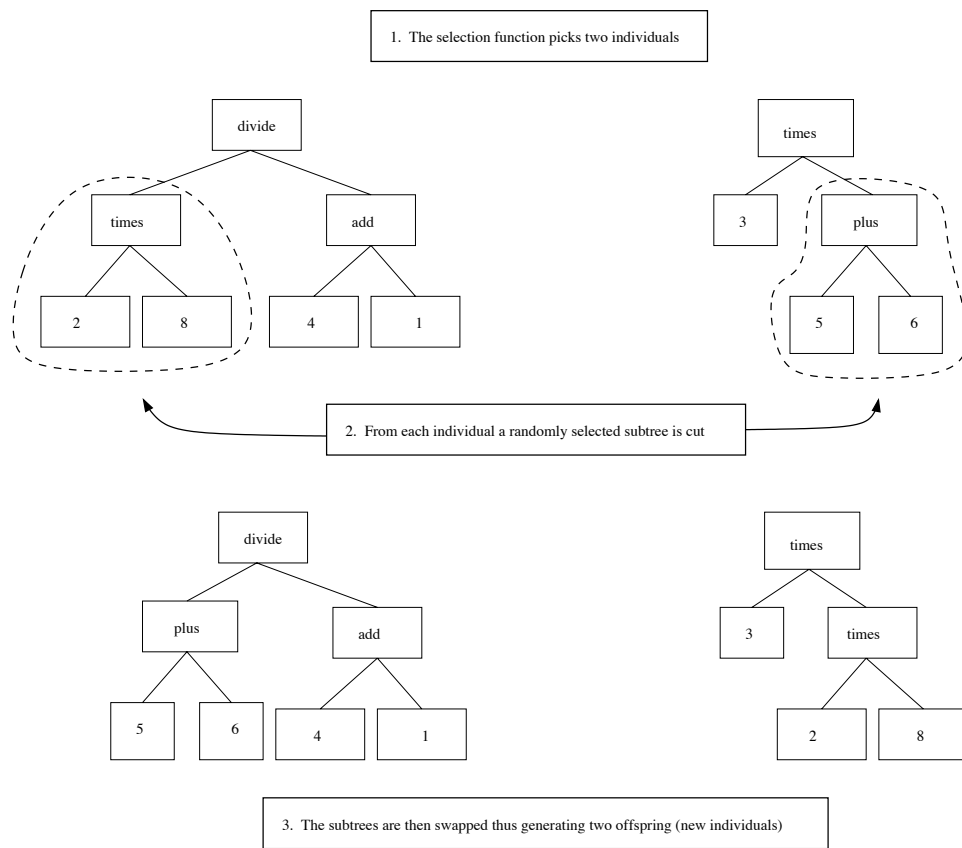 1. The selection function picks two individuals
divide
times
times
add
3
plus
2
8
4
1
5
6
2. From each individual a randomly selected subtree is cut
divide
times
plus
add
3
times
5
6
4
1
2
8
3. The subtrees are then swapped thus generating two offspring (new individuals)